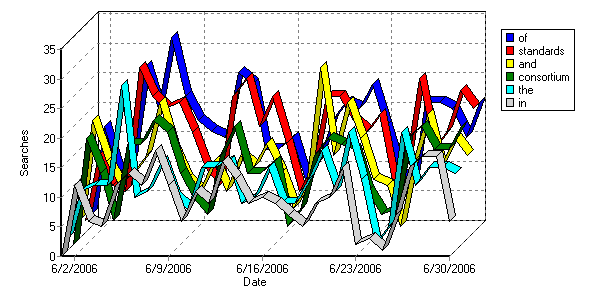 35
30
25
20
15
10
5
0
Searches
6/2/2006 6/9/2006 6/16/2006 6/23/2006 6/30/2006
Date
of
standards
and
consortium
the
in